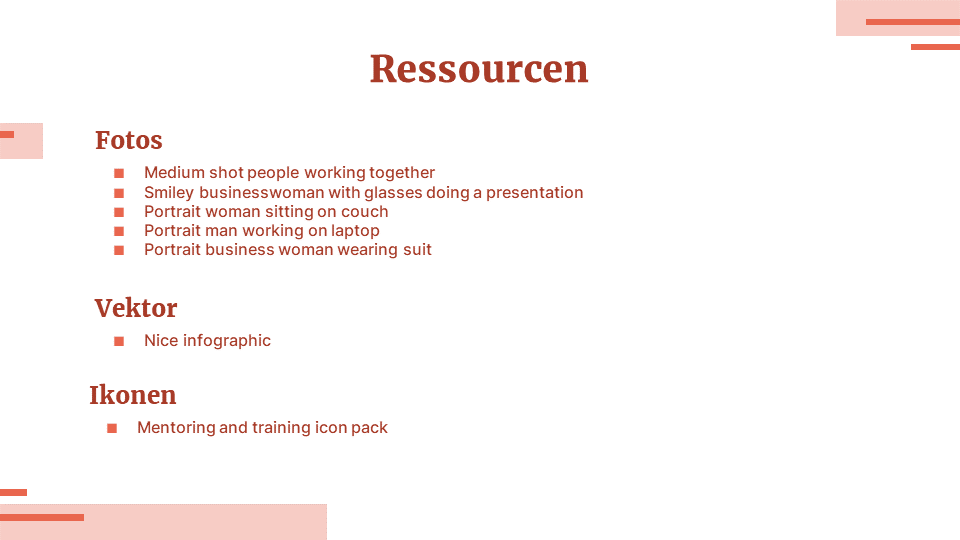 Ressourcen
Fotos
Medium shot people working together
Smiley businesswoman with glasses doing a presentation
Portrait woman sitting on couch
Portrait man working on laptop
Portrait business woman wearing suit
Vektor
Nice infographic
Ikonen
Mentoring and training icon pack